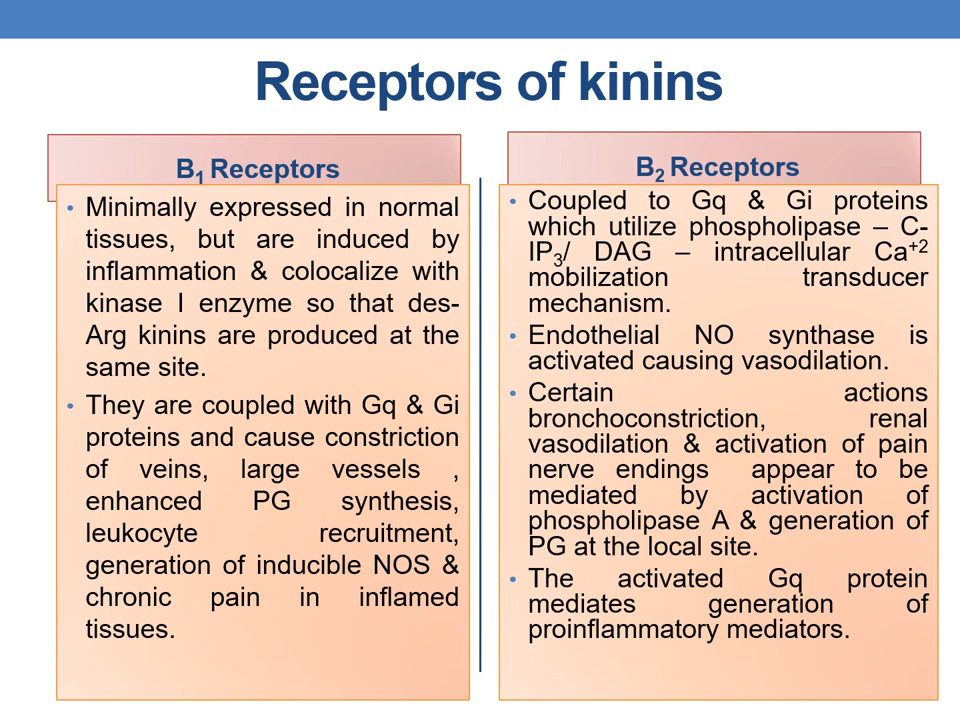 Receptors of kinins
B₁ Receptors
• Minimally expressed in normal
tissues, but are induced by
inflammation & colocalize with
kinase I enzyme so that des-
Arg kinins are produced at the
same site.
• They are coupled with Gq & Gi
proteins and cause constriction
of veins, large vessels ,
enhanced PG synthesis,
leukocyte recruitment,
generation of inducible NOS &
chronic pain in inflamed
tissues.
B₂ Receptors
• Coupled to Gq & Gi proteins
which utilize phospholipase – C-
IP₃/ DAG – intracellular Ca⁺²
mobilization transducer
mechanism.
• Endothelial NO synthase is
activated causing vasodilation.
• Certain actions
bronchoconstriction, renal
vasodilation & activation of pain
nerve endings appear to be
mediated by activation of
phospholipase A & generation of
PG at the local site.
• The activated Gq protein
mediates generation of
proinflammatory mediators.